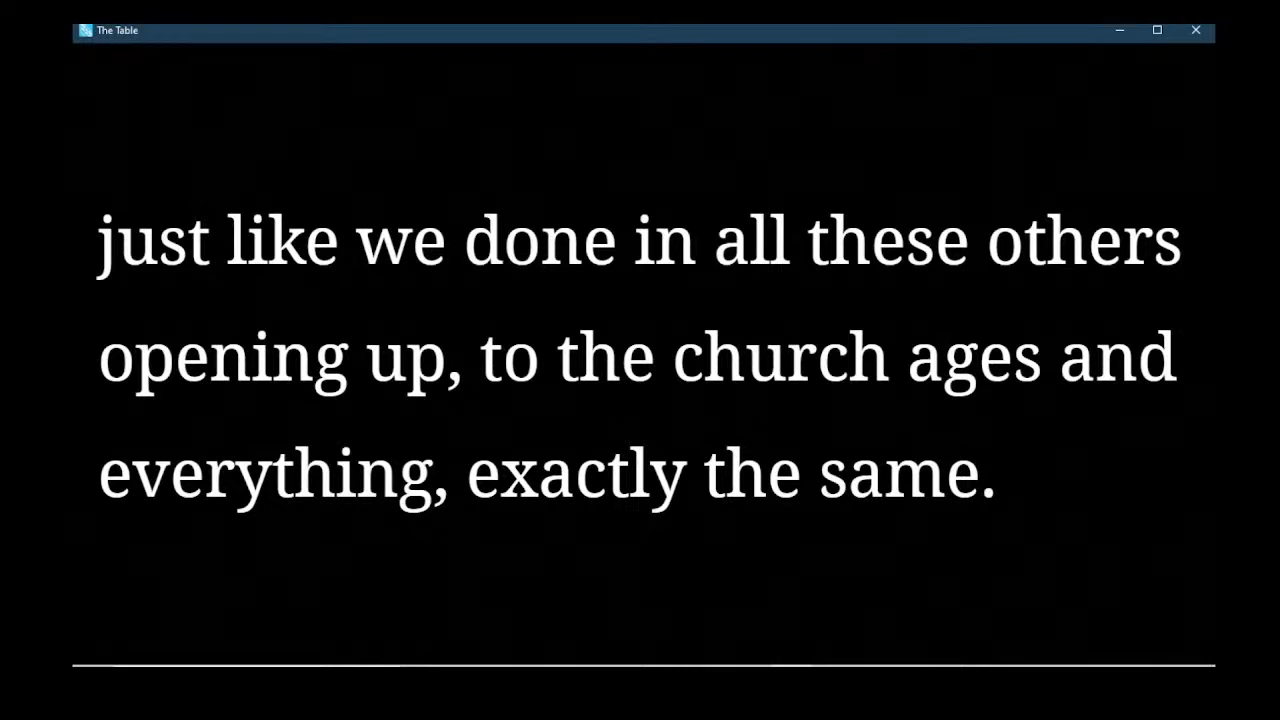 The Table
just like we done in all these others
opening up, to the church ages and
everything, exactly the same.